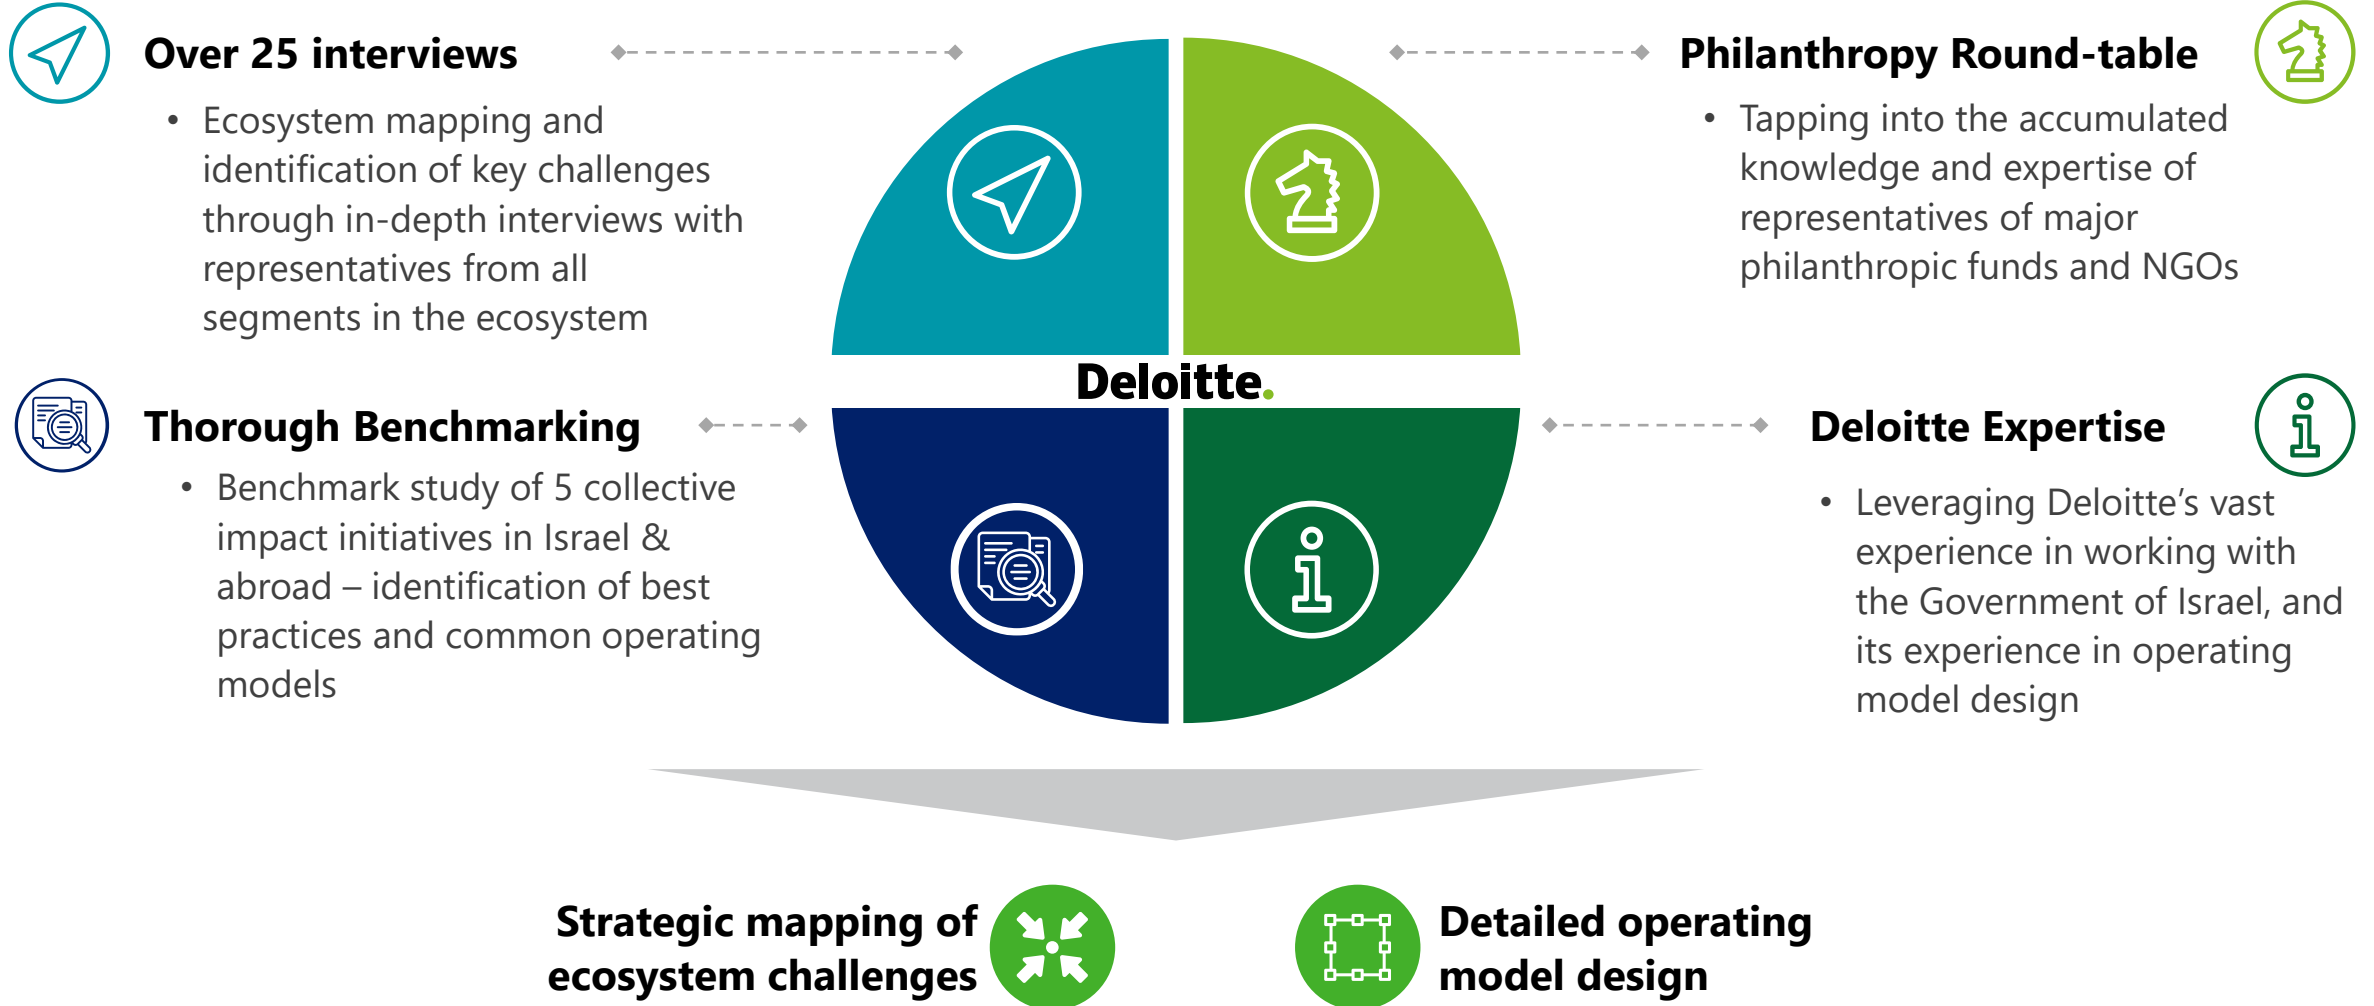 Over 25 interviews
• Ecosystem mapping and
identification of key challenges
through in-depth interviews with
representatives from all
segments in the ecosystem
Philanthropy Round-table
• Tapping into the accumulated
knowledge and expertise of
representatives of major
philanthropic funds and NGOs
Deloitte.
Thorough Benchmarking
• Benchmark study of 5 collective
impact initiatives in Israel &
abroad – identification of best
practices and common operating
models
Deloitte Expertise
• Leveraging Deloitte’s vast
experience in working with
the Government of Israel, and
its experience in operating
model design
Strategic mapping of
ecosystem challenges
Detailed operating
model design